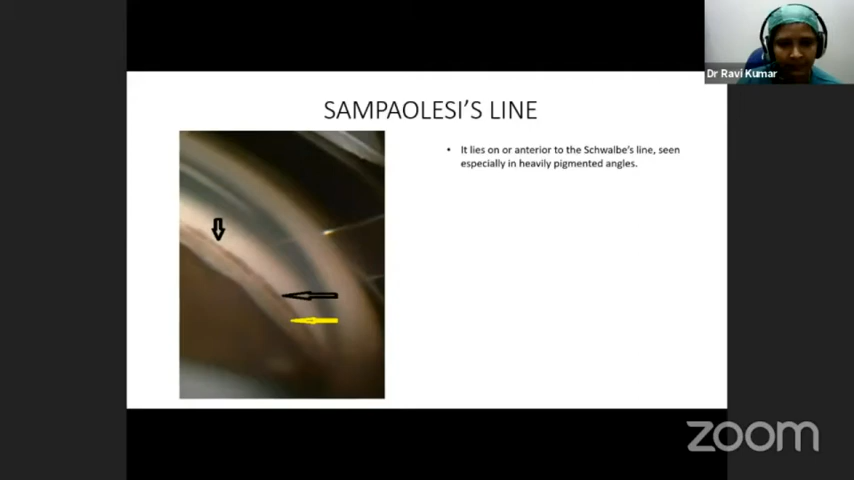 Dr Ravi Kumar
SAMPAOLESI'S LINE
• It lies on or anterior to the Schwalbe's line, seen
especially in heavily pigmented angles.
zoom